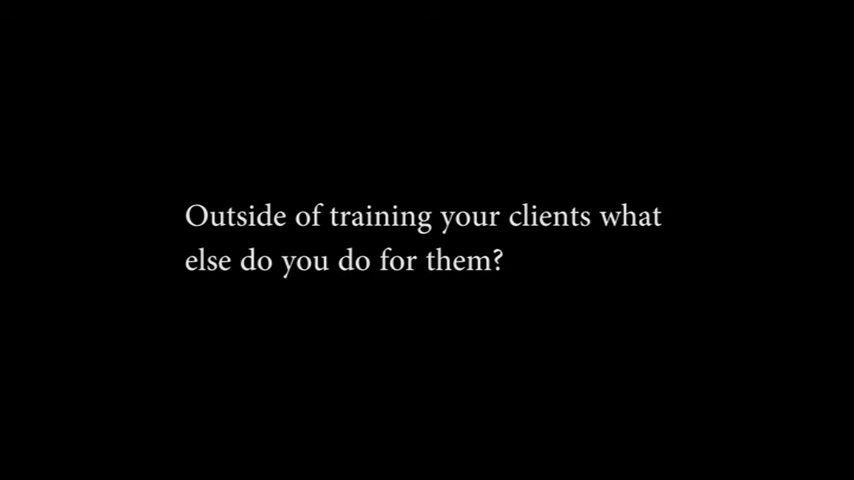 Outside of training your clients what
else do you do for them?